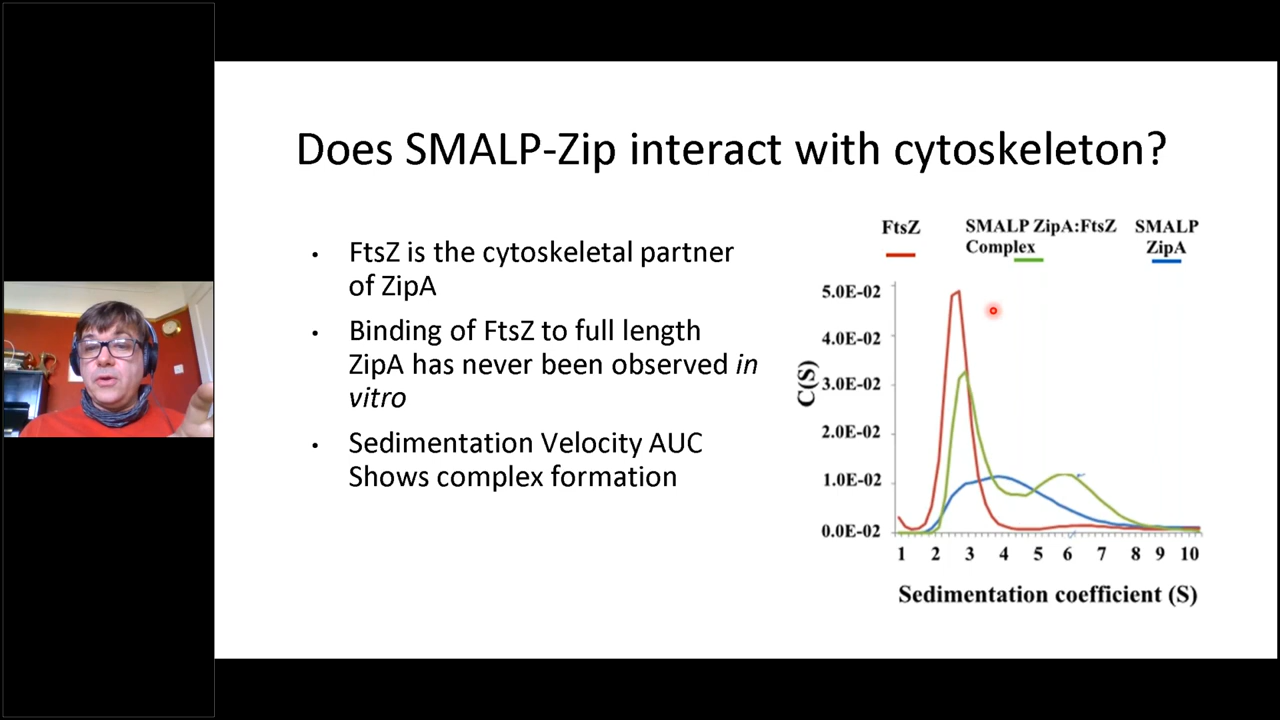 Does SMALP-Zip interact with cytoskeleton?
• FtsZ is the cytoskeletal partner
of ZipA
• Binding of FtsZ to full length
ZipA has never been observed in
vitro
• Sedimentation Velocity AUC
Shows complex formation
FtsZ
SMALP ZipA:FtsZ
Complex
SMALP
ZipA
5.0E-02
4.0E-02
3.0E-02
2.0E-02
1.0E-02
0.0E-02
C(S)
1 2 3 4 5 6 7 8 9 10
Sedimentation coefficient (S)